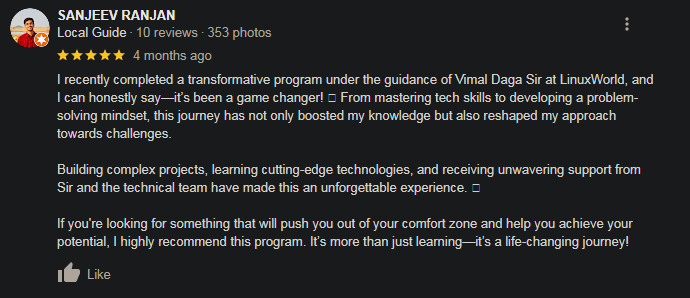 SANJEEV RANJAN
Local Guide · 10 reviews · 353 photos
4 months ago
I recently completed a transformative program under the guidance of Vimal Daga Sir at LinuxWorld, and
I can honestly say—it's been a game changer! □ From mastering tech skills to developing a problem-
solving mindset, this journey has not only boosted my knowledge but also reshaped my approach
towards challenges.
Building complex projects, learning cutting-edge technologies, and receiving unwavering support from
Sir and the technical team have made this an unforgettable experience. □
If you're looking for something that will push you out of your comfort zone and help you achieve your
potential, I highly recommend this program. It's more than just learning—it's a life-changing journey!
Like